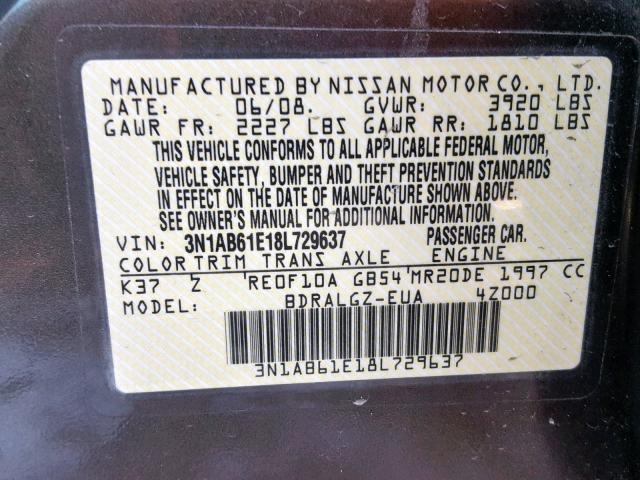 MANUFACTURED BY NISSAN MOTOR CO., LTD.
DATE: 06/08. GVWR: 3920 LBS
GAWR FR: 2227 LBS GAWR RR: 1810 LBS
THIS VEHICLE CONFORMS TO ALL APPLICABLE FEDERAL MOTOR,
VEHICLE SAFETY, BUMPER AND THEFT PREVENTION STANDARDS
IN EFFECT ON THE DATE OF MANUFACTURE SHOWN ABOVE.
SEE OWNER'S MANUAL FOR ADDITIONAL INFORMATION.
VIN: 3N1AB61E18L729637 PASSENGER CAR.
COLOR TRIM TRANS AXLE ENGINE
K37 Z RE0F10A GB54 MR20DE 1997 CC
MODEL: BDRALGZ-EUA 4Z000
3N1AB61E18L729637